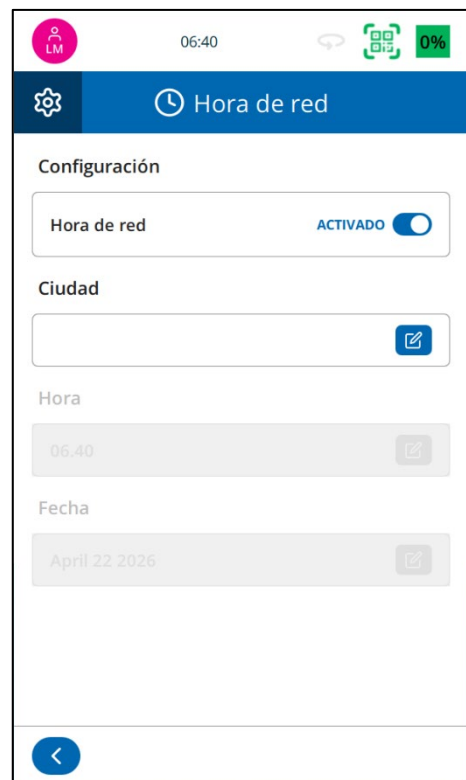 LM
06:40
0%
Hora de red
Configuración
Hora de red ACTIVADO
Ciudad
Hora
06.40
Fecha
April 22 2026